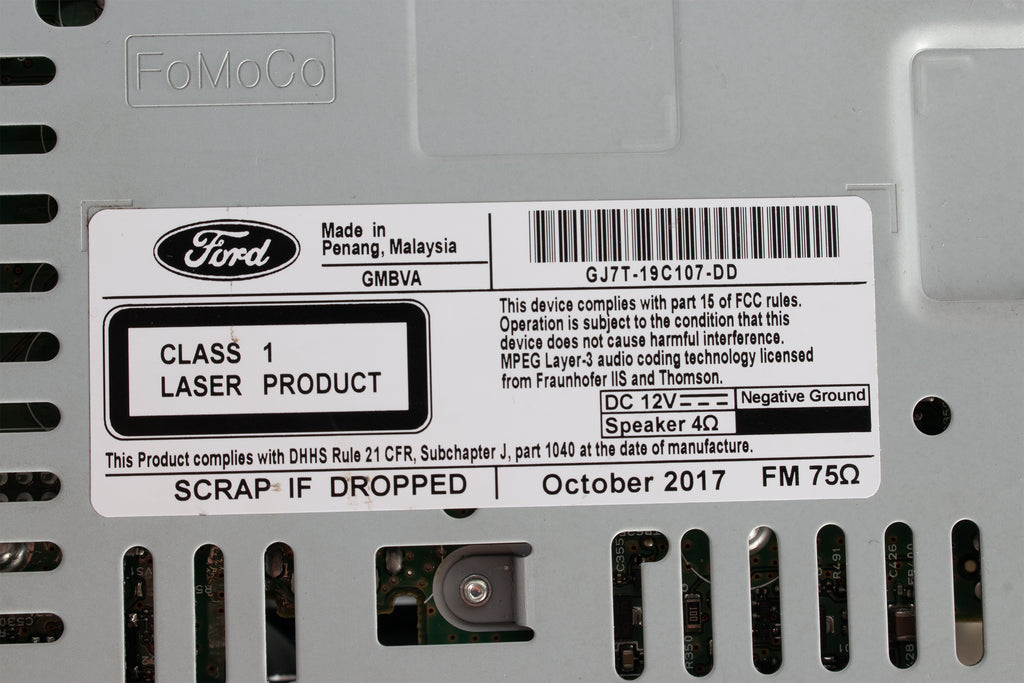 FoMoCo
Ford
Made in
Penang, Malaysia
GMBVA
GJ7T-19C107-DD
CLASS 1
LASER PRODUCT
This device complies with part 15 of FCC rules.
Operation is subject to the condition that this
device does not cause harmful interference.
MPEG Layer-3 audio coding technology licensed
from Fraunhofer IIS and Thomson.
DC 12V
Negative Ground
Speaker 4Ω
This Product complies with DHHS Rule 21 CFR, Subchapter J, part 1040 at the date of manufacture.
SCRAP IF DROPPED
October 2017
FM 75Ω
C355
R350
R491
C426